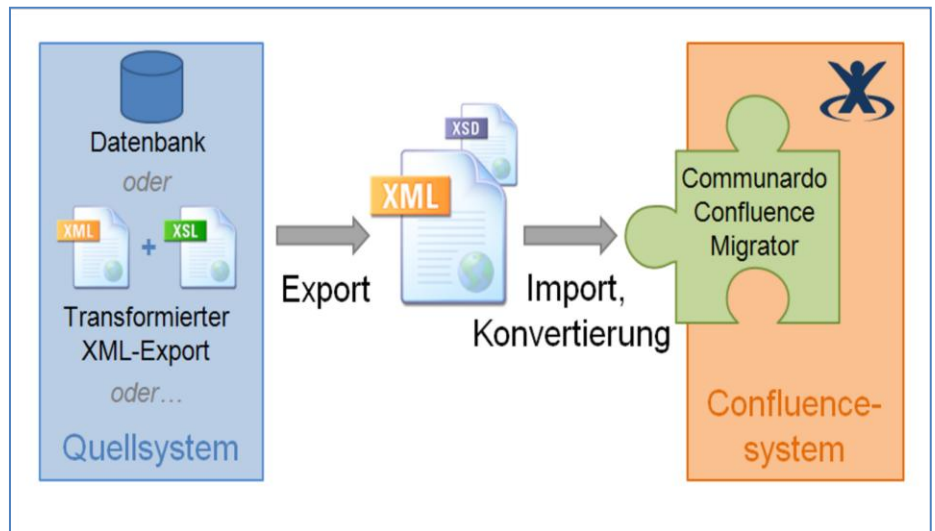 Datenbank
oder
XML
+
XSL
Transformierter
XML-Export
oder…
Quellsystem
Export
XSD
XML
Import,
Konvertierung
Communardo
Confluence
Migrator
Confluence-
system